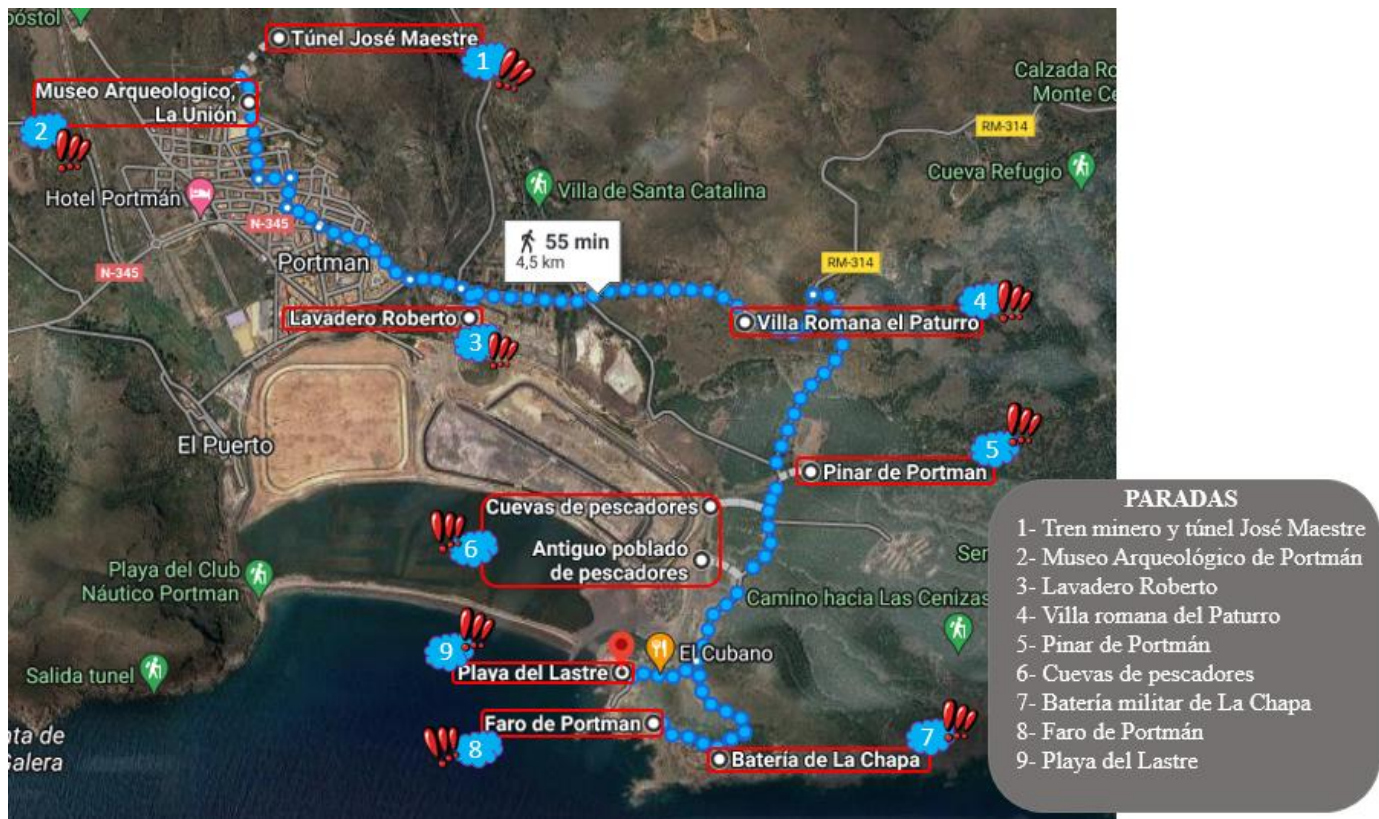 póstol
Túnel José Maestre
1
Museo Arqueologico,
La Unión
2
Calzada Ro
Monte Ce
RM-314
Cueva Refugio
Villa de Santa Catalina
Hotel Portmán
N-345
55 min
4,5 km
Portman
N-345
RM-314
4
Lavadero Roberto
Villa Romana el Paturro
3
El Puerto
5
Pinar de Portman
Cuevas de pescadores
6
Antiguo poblado
de pescadores
Ser
Playa del Club
Náutico Portman
Camino hacia Las Cenizas
9
El Cubano
Salida tunel
Playa del Lastre
Faro de Portman
8
7
nta de
Galera
Batería de La Chapa
PARADAS
1- Tren minero y túnel José Maestre
2- Museo Arqueológico de Portmán
3- Lavadero Roberto
4- Villa romana del Paturro
5- Pinar de Portmán
6- Cuevas de pescadores
7- Batería militar de La Chapa
8- Faro de Portmán
9- Playa del Lastre